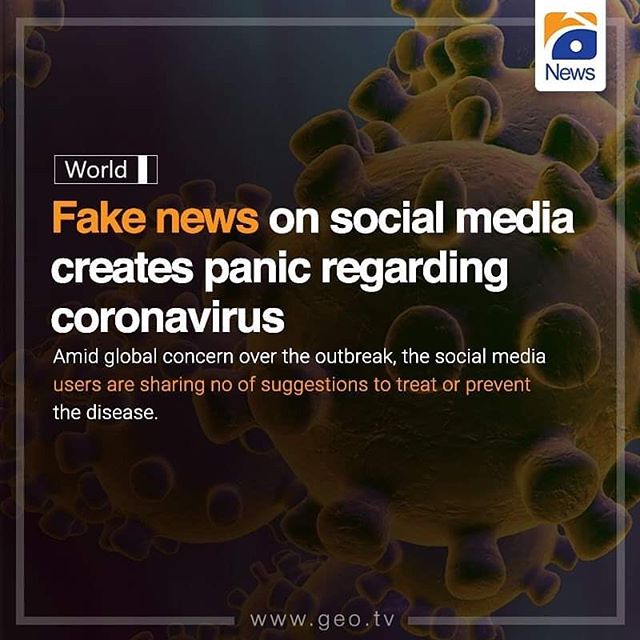 News
World
Fake news on social media
creates panic regarding
coronavirus
Amid global concern over the outbreak, the social media
users are sharing no of suggestions to treat or prevent
the disease.
www.geo.tv